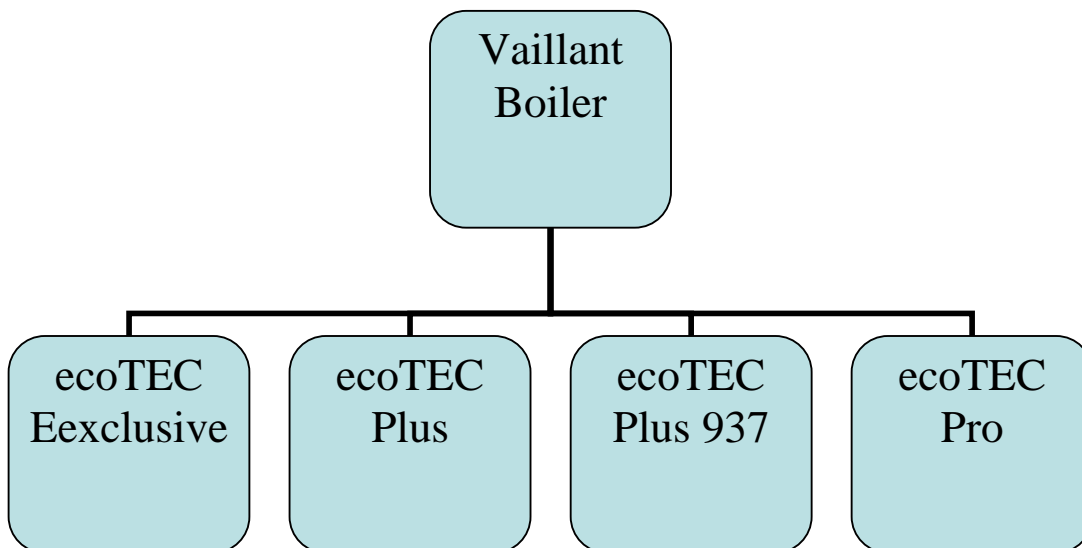 Vaillant
Boiler
ecoTEC
Eexclusive
ecoTEC
Plus
ecoTEC
Plus 937
ecoTEC
Pro